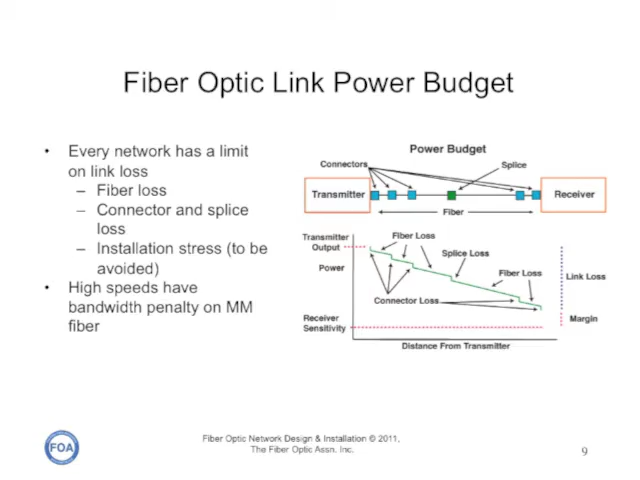 Fiber Optic Link Power Budget
• Every network has a limit
on link loss
– Fiber loss
– Connector and splice
loss
– Installation stress (to be
avoided)
• High speeds have
bandwidth penalty on MM
fiber
Power Budget
Connectors
Splice
Transmitter
Receiver
Fiber
Transmitter
Output
Fiber Loss
Splice Loss
Power
Fiber Loss
Link Loss
Connector Loss
Receiver
Sensitivity
Margin
Distance From Transmitter
FOA
Fiber Optic Network Design & Installation © 2011,
The Fiber Optic Assn. Inc.
9